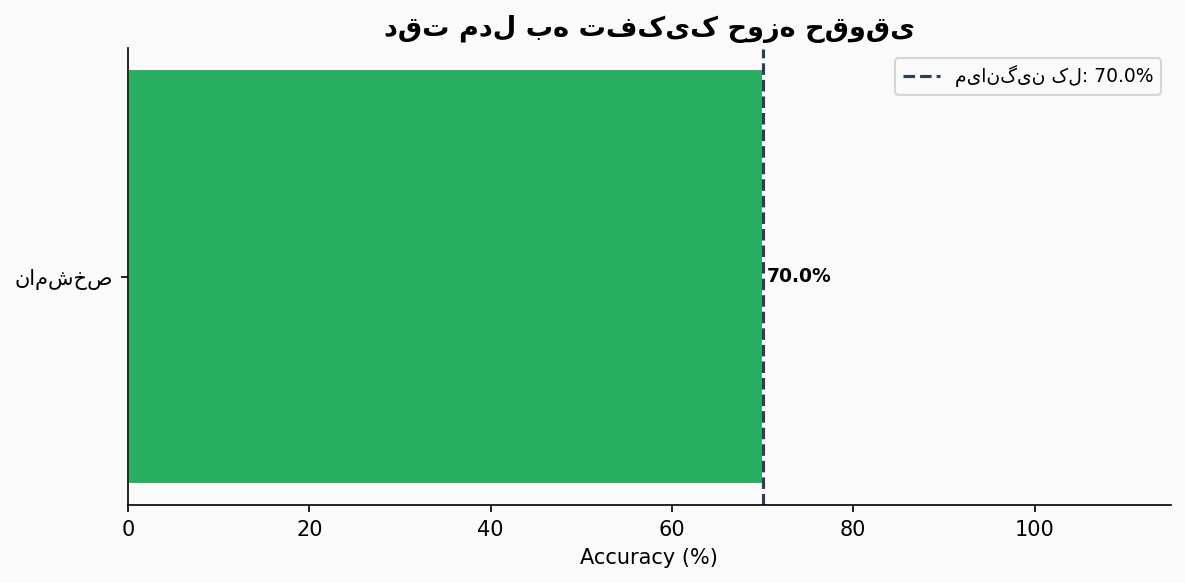 دقت مدل به تفکیک حوزه حقوقی
میانگین کل: 70.0%
نامشخص
70.0%
0 20 40 60 80 100
Accuracy (%)